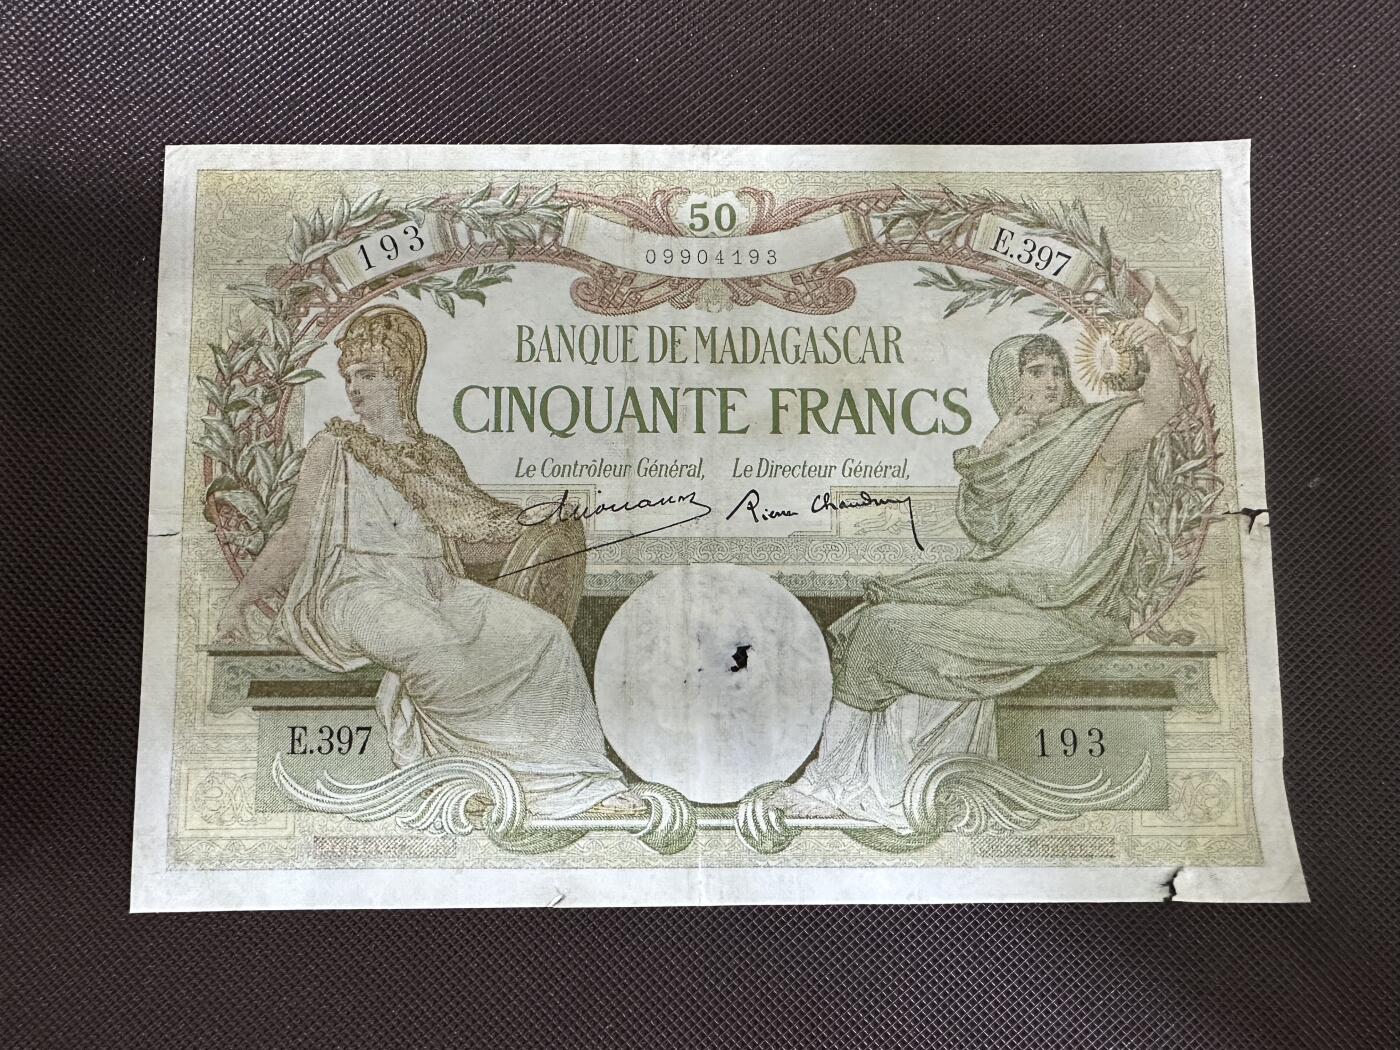 50
193
09904193
E.397
BANQUE DE MADAGASCAR
CINQUANTE FRANCS
Le Contrôleur Général, Le Directeur Général,
E.397
193